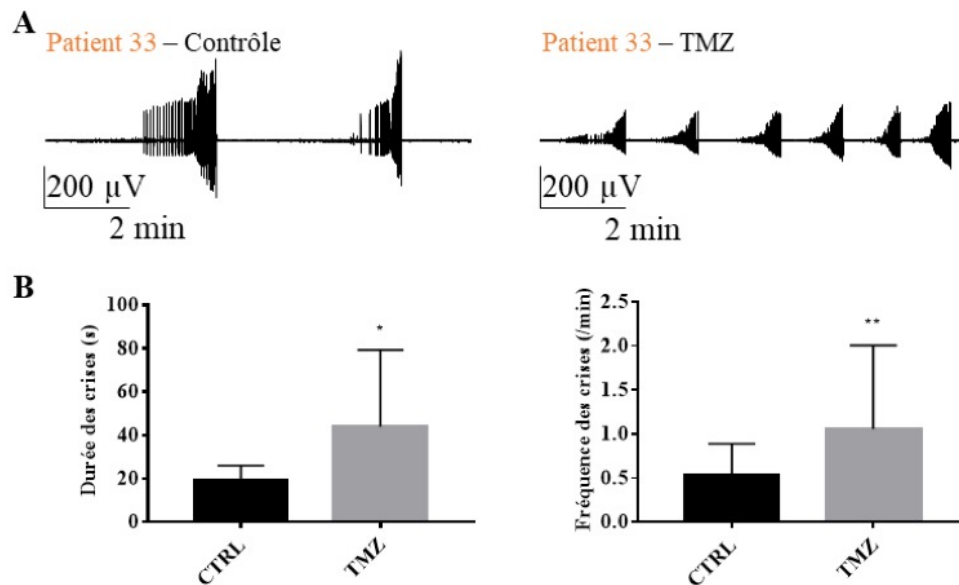 A
Patient 33 – Contrôle
Patient 33 – TMZ
200 µV
2 min
200 µV
2 min
B
Durée des crises (s)
100
80
60
40
20
0
*
CTRL
TMZ
Fréquence des crises (/min)
2.5
2.0
1.5
1.0
0.5
0.0
**
CTRL
TMZ